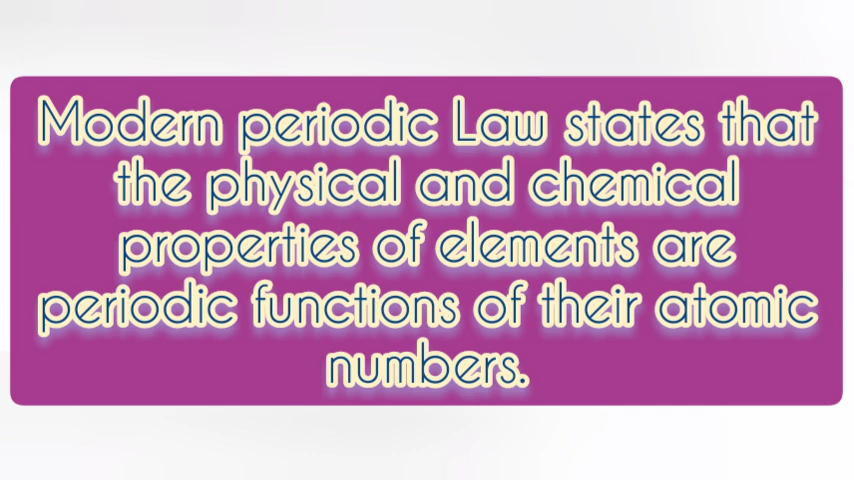 Modern periodic Law states that
the physical and chemical
properties of elements are
periodic functions of their atomic
numbers.